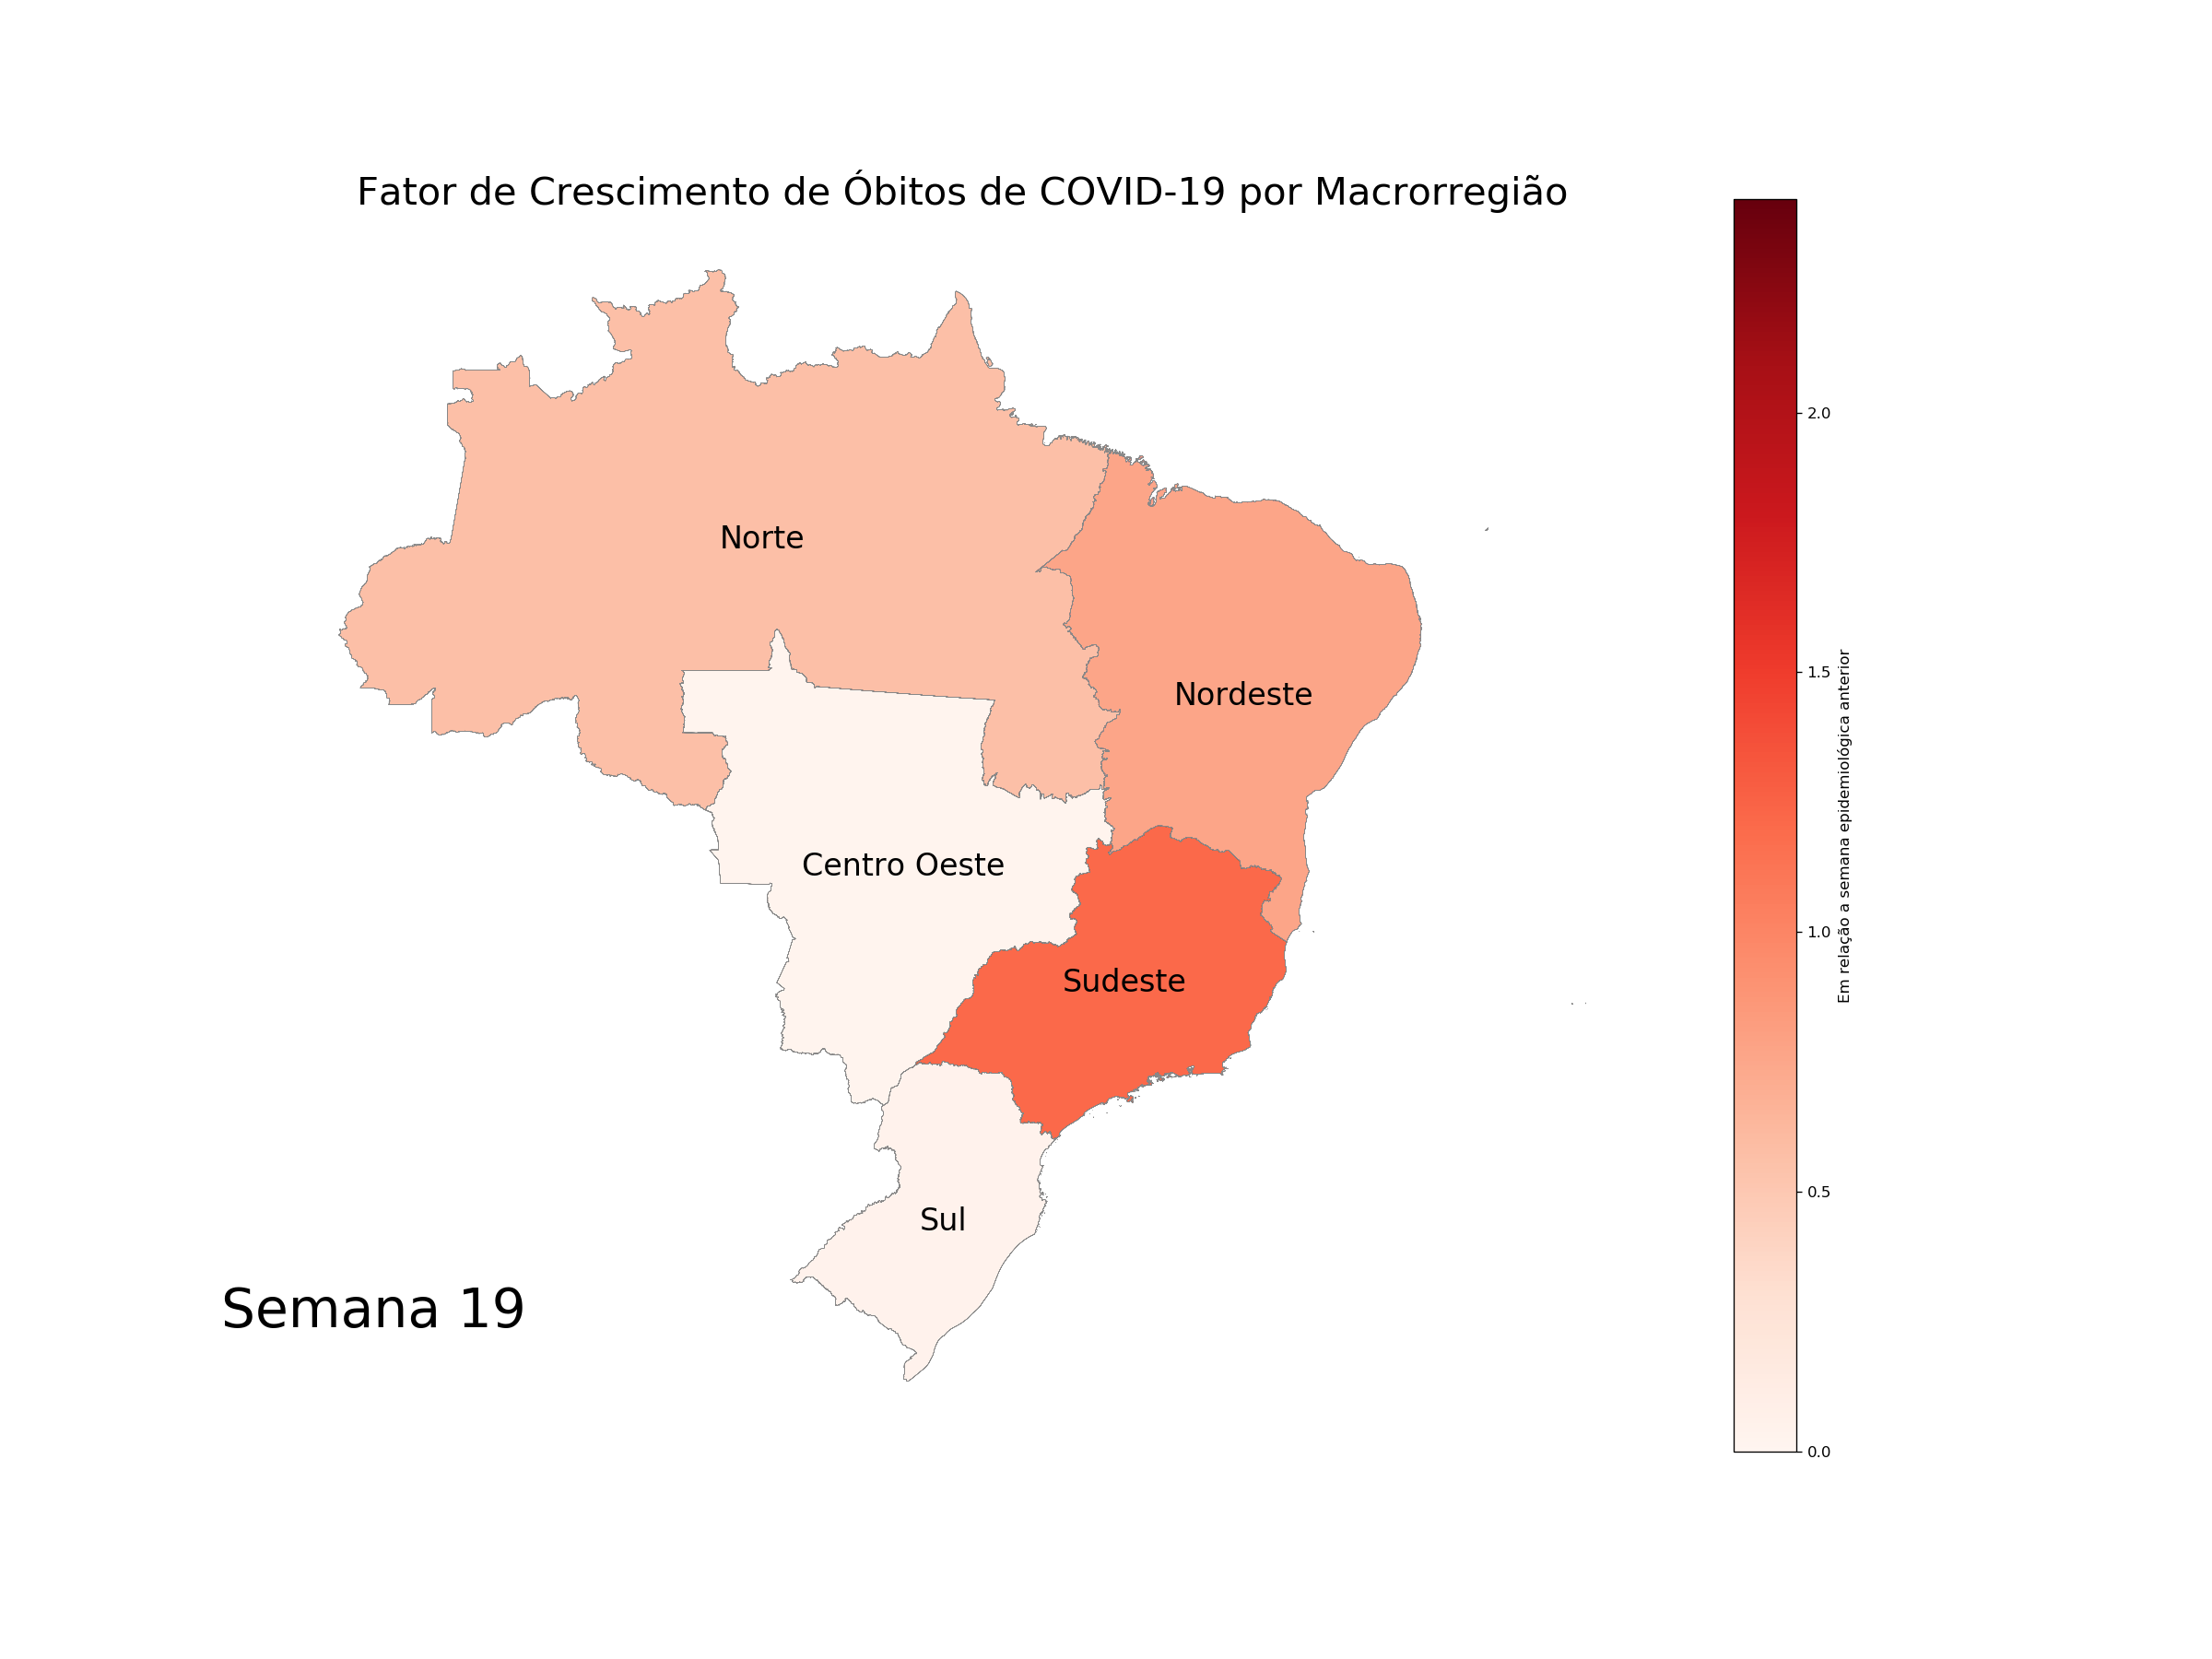 Fator de Crescimento de Óbitos de COVID-19 por Macrorregião
Norte
Nordeste
Centro Oeste
Sudeste
Sul
Semana 19
2.0
1.5
1.0
0.5
0.0
Em relação a semana epidemiológica anterior